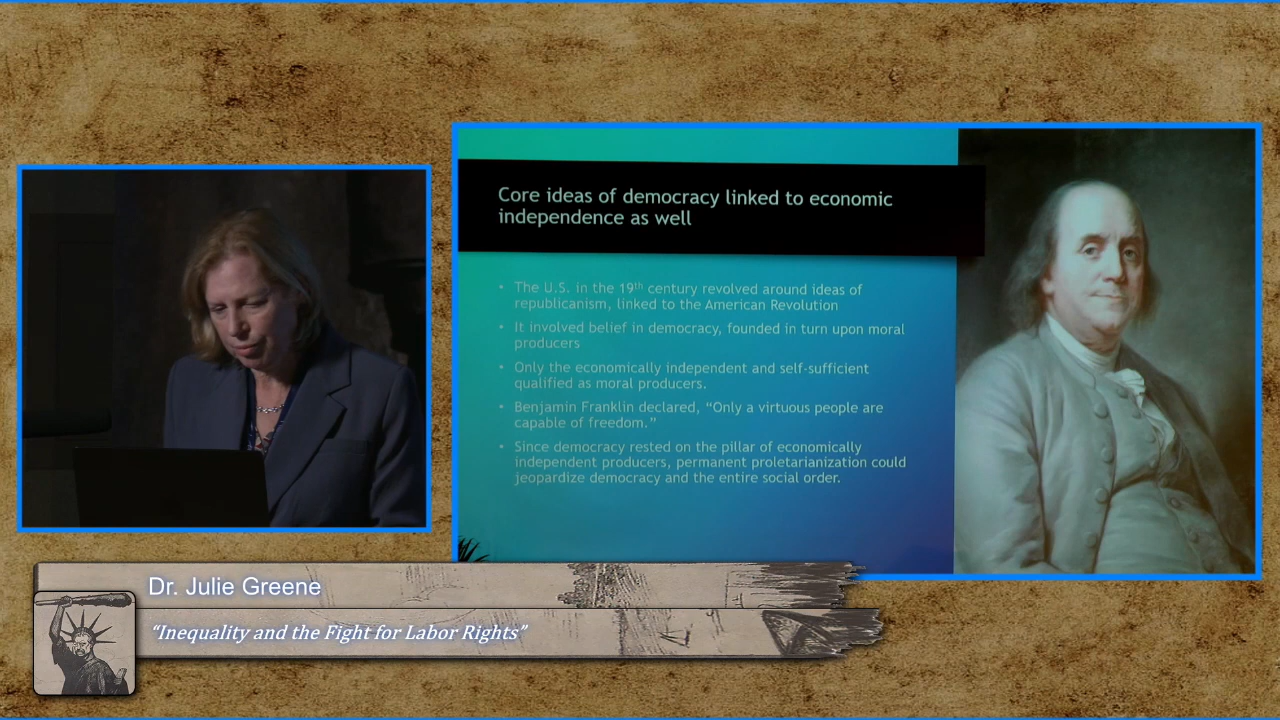 Core ideas of democracy linked to economic
independence as well
• The U.S. in the 19th century revolved around ideas of
republicanism, linked to the American Revolution
• It involved belief in democracy, founded in turn upon moral
producers
• Only the economically independent and self-sufficient
qualified as moral producers.
• Benjamin Franklin declared, “Only a virtuous people are
capable of freedom.”
• Since democracy rested on the pillar of economically
independent producers, permanent proletarianization could
jeopardize democracy and the entire social order.
Dr. Julie Greene
“Inequality and the Fight for Labor Rights”